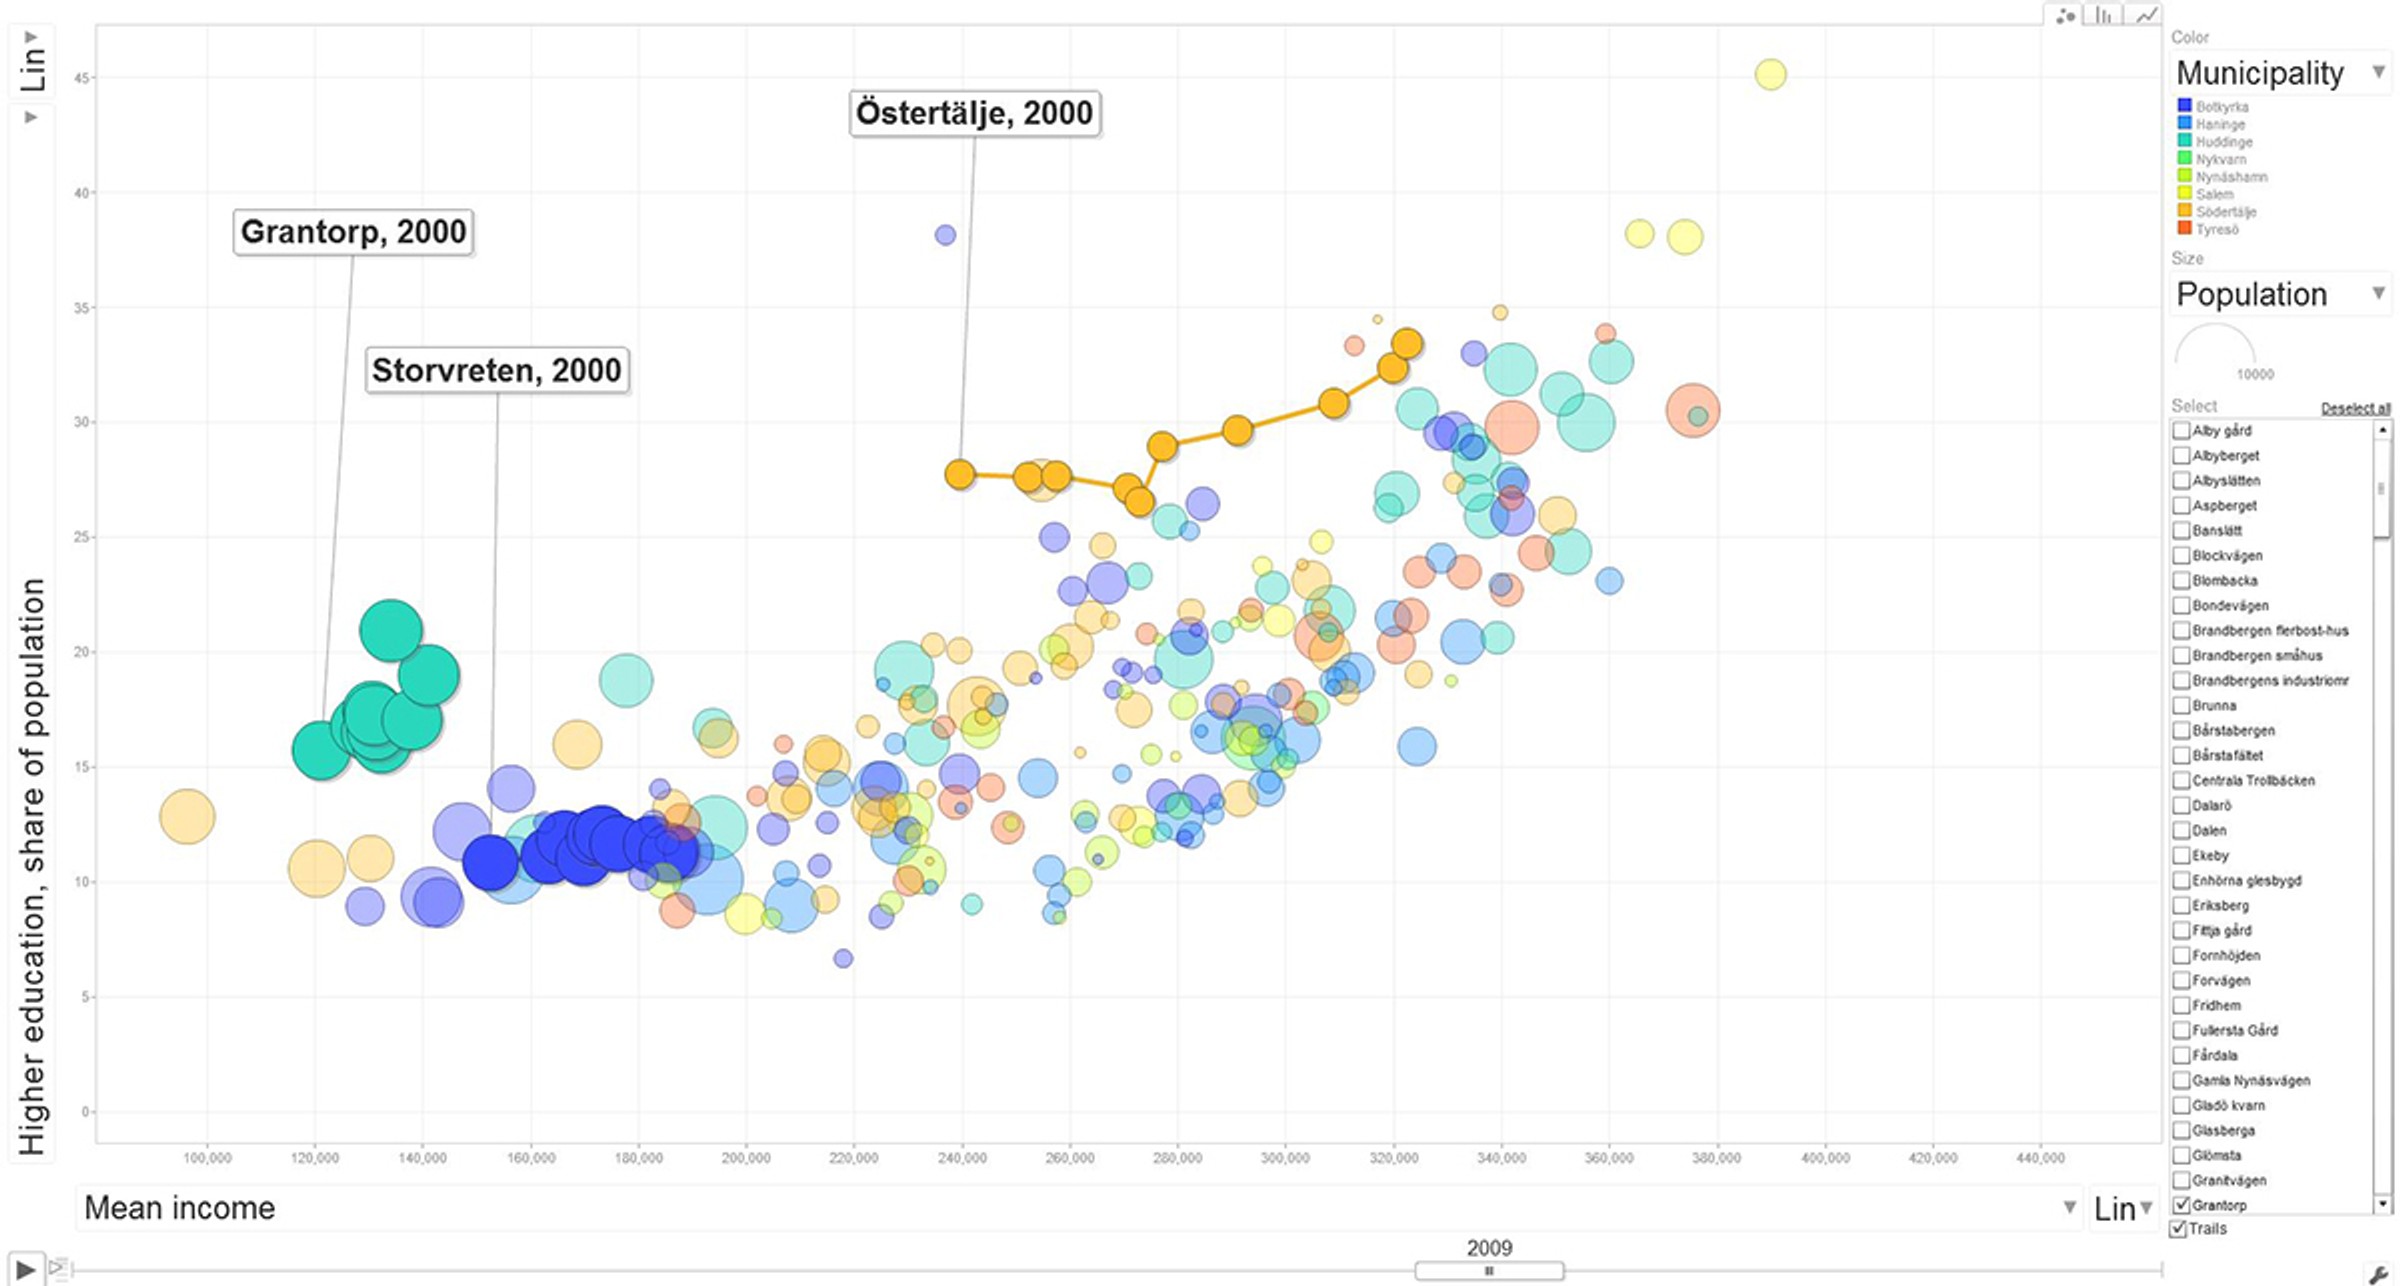 Lin
Higher education, share of population
45
40
35
30
25
20
15
10
5
0
Östertälje, 2000
Grantorp, 2000
Storvreten, 2000
100,000 120,000 140,000 160,000 180,000 200,000 220,000 240,000 260,000 280,000 300,000 320,000 340,000 360,000 380,000 400,000 420,000 440,000
Mean income
Lin
2009
Color
Municipality
Botkyrka
Haninge
Huddinge
Nykvarn
Nynäshamn
Salem
Södertälje
Tyresö
Size
Population
10000
Select Deselect all
Alby gård
Albyberget
Albyslätten
Aspberget
Banslätt
Blockvägen
Blombacka
Bondevägen
Brandbergen flerbost-hus
Brandbergen småhus
Brandbergens industriomr
Brunna
Bårstabergen
Bårstafältet
Centrala Trollbäcken
Dalarö
Dalen
Ekeby
Enhörna glesbygd
Eriksberg
Fittja gård
Fornhöjden
Forvägen
Fridhem
Fullersta Gård
Fårdala
Gamla Nynäsvägen
Gladö kvarn
Glasberga
Glömsta
Granitvägen
Grantorp
Trails